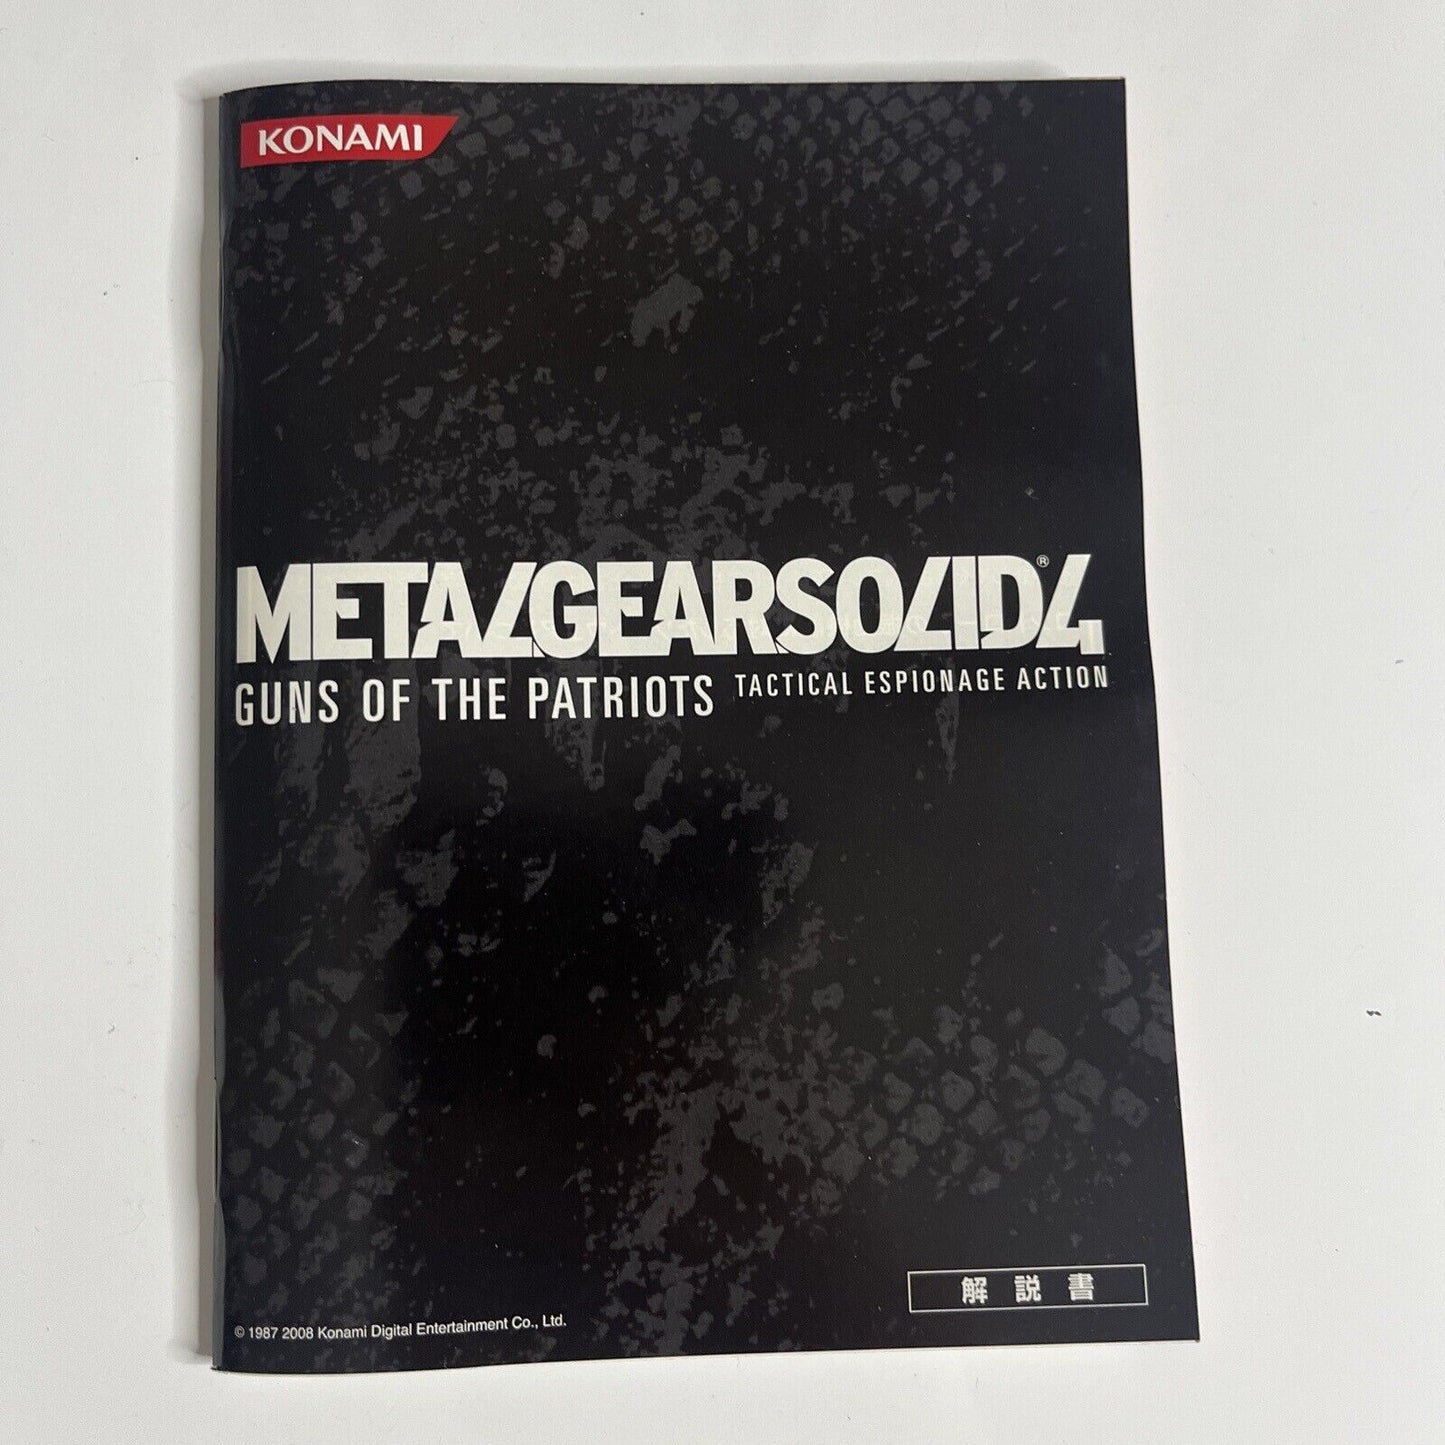 KONAMI
METAL GEAR SOLID® 4
GUNS OF THE PATRIOTS TACTICAL ESPIONAGE ACTION
解説書
© 1987 2008 Konami Digital Entertainment Co., Ltd.